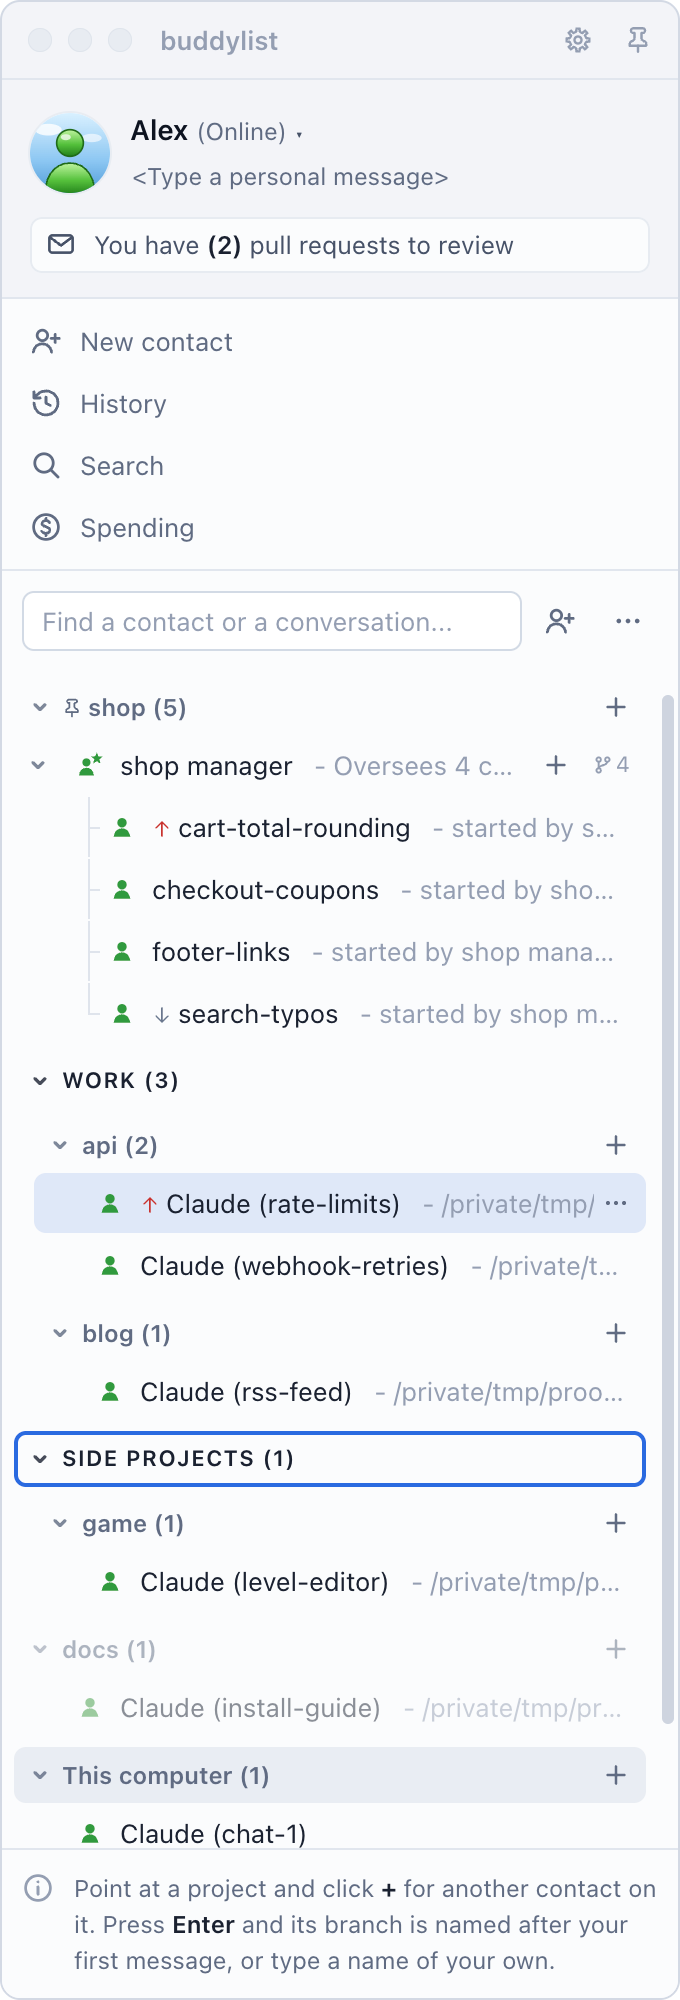 buddylist
Alex (Online)
<Type a personal message>
You have (2) pull requests to review
New contact
History
Search
Spending
Find a contact or a conversation...
shop (5)
shop manager - Oversees 4 c... 4
↑ cart-total-rounding - started by s...
checkout-coupons - started by sho...
footer-links - started by shop mana...
↓ search-typos - started by shop m...
WORK (3)
api (2)
↑ Claude (rate-limits) - /private/tmp/ ...
Claude (webhook-retries) - /private/t...
blog (1)
Claude (rss-feed) - /private/tmp/proo...
SIDE PROJECTS (1)
game (1)
Claude (level-editor) - /private/tmp/p...
docs (1)
Claude (install-guide) - /private/tmp/pr...
This computer (1)
Claude (chat-1)
Point at a project and click + for another contact on
it. Press Enter and its branch is named after your
first message, or type a name of your own.